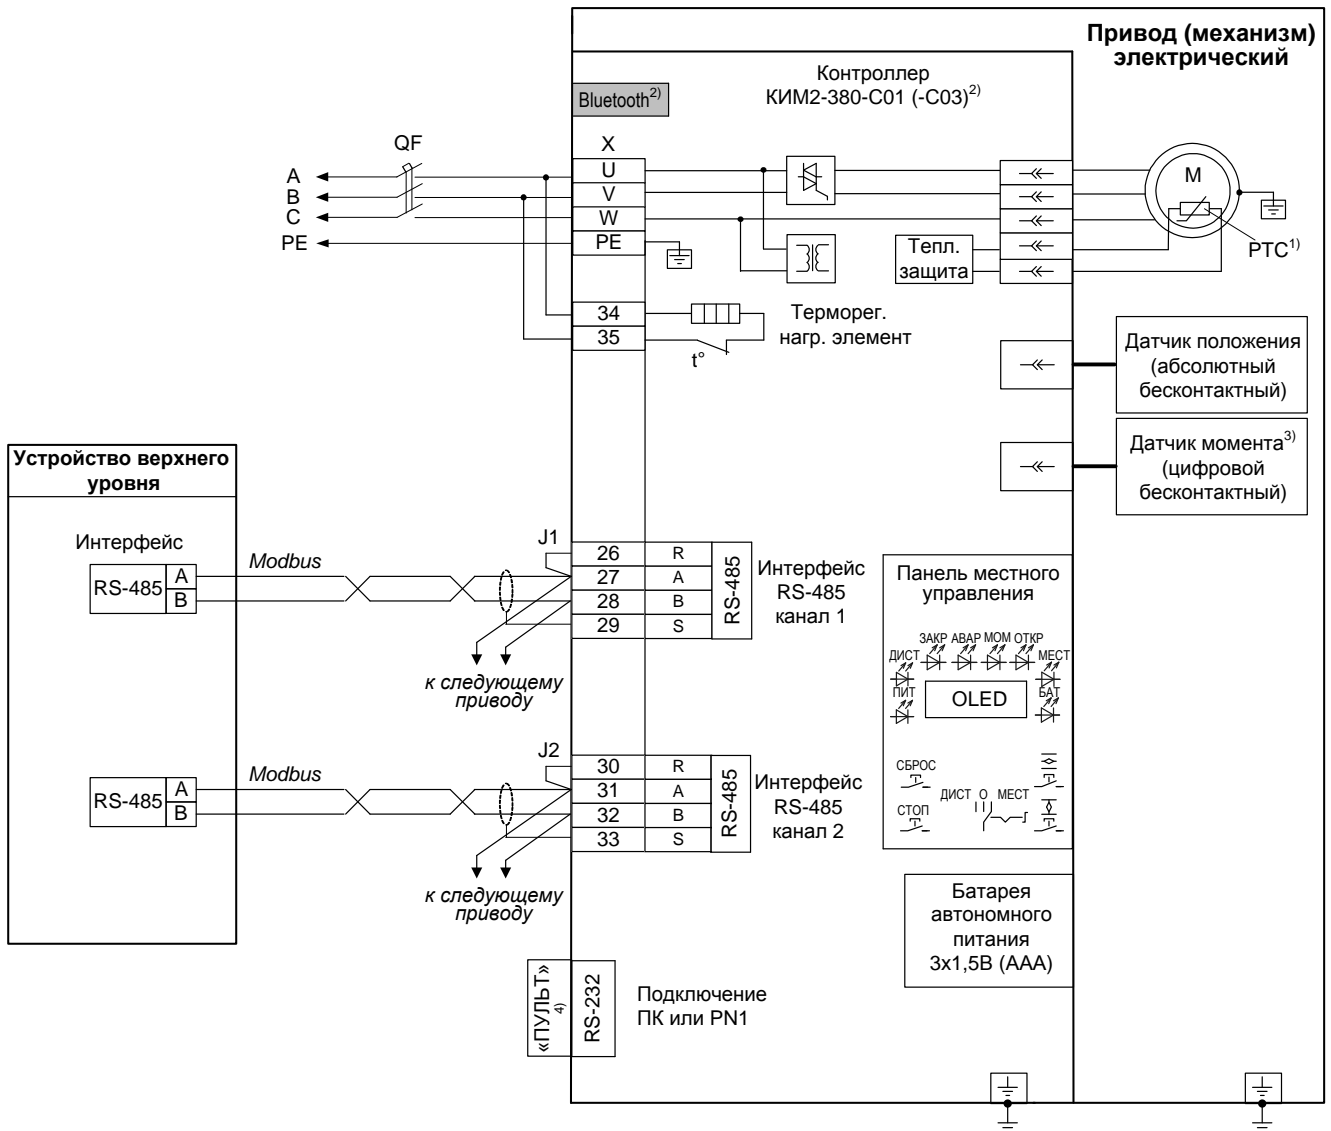 Привод (механизм)
электрический
Контроллер
КИМ2-380-С01 (-С03)2)
Bluetooth2)
QF
X
A
B
C
PE
U
V
W
PE
34
35
Тепл.
защита
M
PTC1)
Терморег.
нагр. элемент
t°
Датчик положения
(абсолютный
бесконтактный)
Датчик момента3)
(цифровой
бесконтактный)
Устройство верхнего
уровня
Интерфейс
RS-485
A
B
Modbus
J1
26
R
27
A
28
B
29
S
RS-485
Интерфейс
RS-485
канал 1
к следующему
приводу
RS-485
A
B
Modbus
J2
30
R
31
A
32
B
33
S
RS-485
Интерфейс
RS-485
канал 2
к следующему
приводу
Панель местного
управления
ЗАКР АВАР МОМ ОТКР
ДИСТ
МЕСТ
ПИТ
БАТ
OLED
СБРОС
СТОП
ДИСТ О МЕСТ
Батарея
автономного
питания
3х1,5В (ААА)
«ПУЛЬТ»
4)
RS-232
Подключение
ПК или PN1